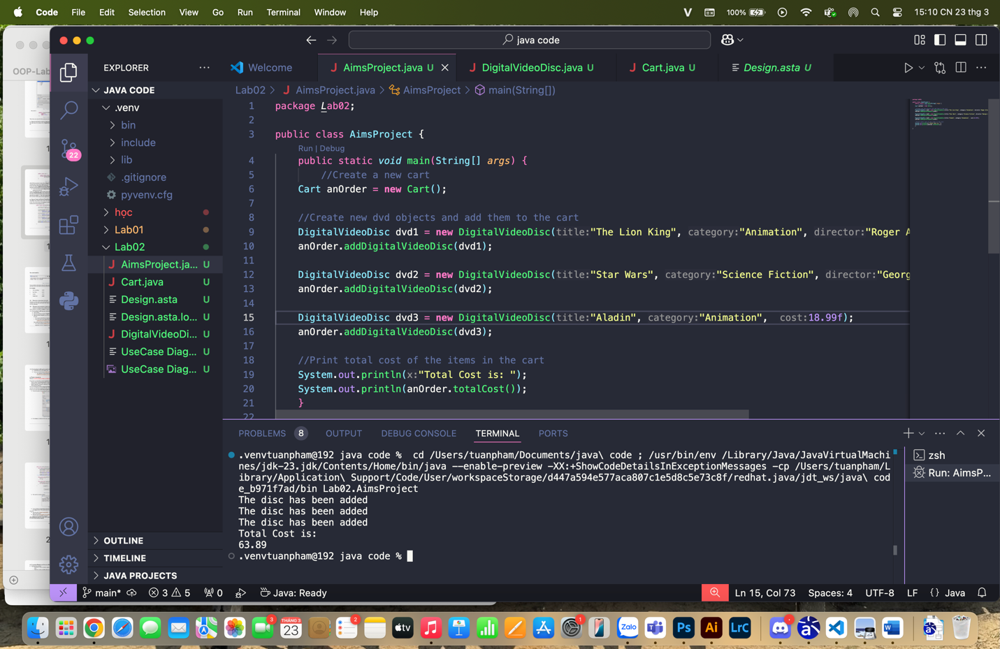 Code File Edit Selection View Go Run Terminal Window Help
100% 15:10 CN 23 thg 3
java code
OOP-Lab
EXPLORER
Welcome
AimsProject.java U
DigitalVideoDisc.java U
Cart.java U
Design.asta U
Lab02 > AimsProject.java > AimsProject > main(String[])
JAVA CODE
.venv
bin
include
lib
.gitignore
pyvenv.cfg
học
Lab01
Lab02
AimsProject.ja... U
Cart.java U
Design.asta U
Design.asta.lo... U
DigitalVideoDi... U
UseCase Diag... U
UseCase Diag... U
OUTLINE
TIMELINE
JAVA PROJECTS
22
1 package Lab02;
2
3 public class AimsProject {
Run | Debug
4 public static void main(String[] args) {
5 //Create a new cart
6 Cart anOrder = new Cart();
7
8 //Create new dvd objects and add them to the cart
9 DigitalVideoDisc dvd1 = new DigitalVideoDisc(title:"The Lion King", category:"Animation", director:"Roger A
10 anOrder.addDigitalVideoDisc(dvd1);
11
12 DigitalVideoDisc dvd2 = new DigitalVideoDisc(title:"Star Wars", category:"Science Fiction", director:"Georg
13 anOrder.addDigitalVideoDisc(dvd2);
14
15 DigitalVideoDisc dvd3 = new DigitalVideoDisc(title:"Aladin", category:"Animation", cost:18.99f);
16 anOrder.addDigitalVideoDisc(dvd3);
17
18 //Print total cost of the items in the cart
19 System.out.println(x:"Total Cost is: ");
20 System.out.println(anOrder.totalCost());
21 }
22
PROBLEMS 8 OUTPUT DEBUG CONSOLE TERMINAL PORTS
.venvtuanpham@192 java code % cd /Users/tuanpham/Documents/java\ code ; /usr/bin/env /Library/Java/JavaVirtualMachi
nes/jdk-23.jdk/Contents/Home/bin/java --enable-preview -XX:+ShowCodeDetailsInExceptionMessages -cp /Users/tuanpham/L
ibrary/Application\ Support/Code/User/workspaceStorage/d447a594e577aca807c1e5d8c5e73c8f/redhat.java/jdt_ws/java\ cod
e_b971f7ad/bin Lab02.AimsProject
The disc has been added
The disc has been added
The disc has been added
Total Cost is:
63.89
.venvtuanpham@192 java code %
zsh
Run: AimsP...
main* 3 5 0 Java: Ready
Ln 15, Col 73 Spaces: 4 UTF-8 LF {} Java
3
THÁNG 3
23
2
tv
1
Zalo
Ps
Ai
LrC